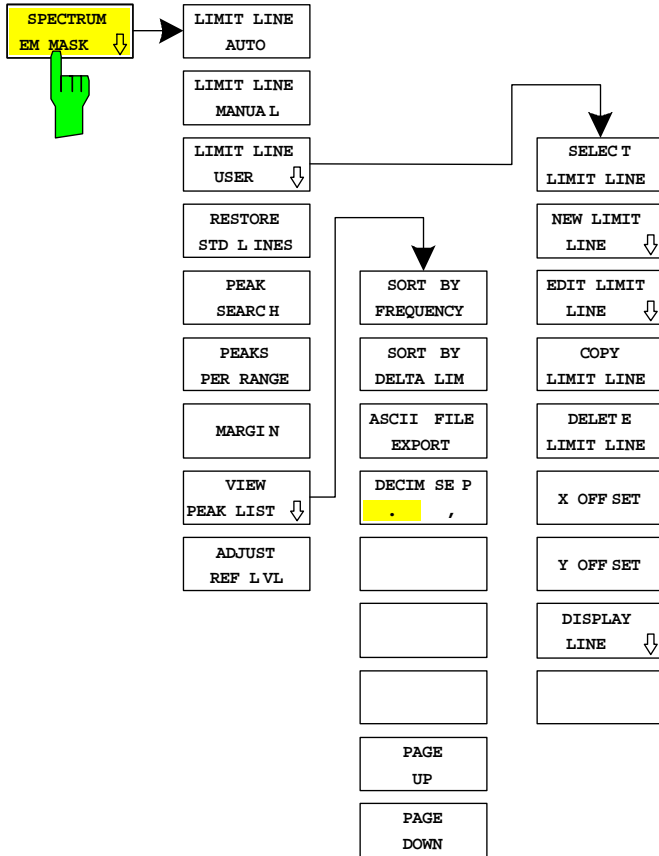 SPECTRUM
EM MASK
LIMIT LINE
AUTO
LIMIT LINE
MANUAL
LIMIT LINE
USER
RESTORE
STD LINES
PEAK
SEARCH
PEAKS
PER RANGE
MARGIN
VIEW
PEAK LIST
ADJUST
REF LVL
SORT BY
FREQUENCY
SORT BY
DELTA LIM
ASCII FILE
EXPORT
DECIM SEP
. ,
PAGE
UP
PAGE
DOWN
SELECT
LIMIT LINE
NEW LIMIT
LINE
EDIT LIMIT
LINE
COPY
LIMIT LINE
DELETE
LIMIT LINE
X OFFSET
Y OFFSET
DISPLAY
LINE